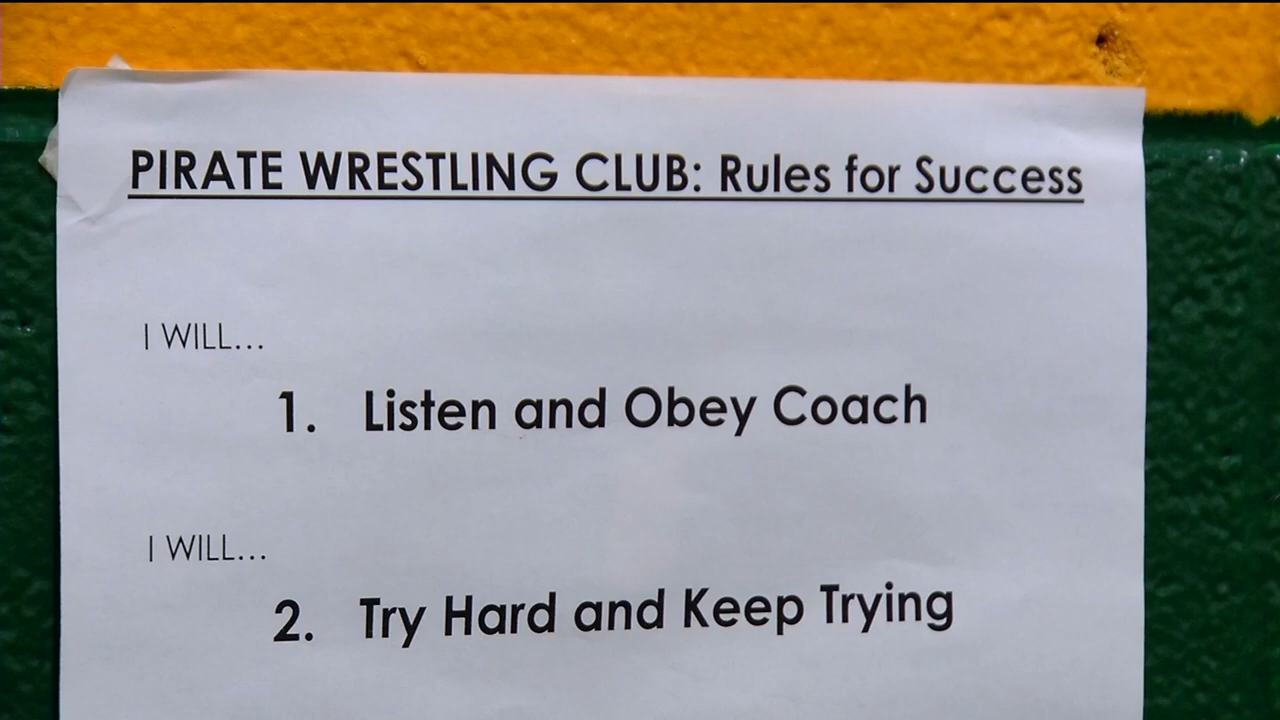 PIRATE WRESTLING CLUB: Rules for Success
I WILL...
1. Listen and Obey Coach
I WILL...
2. Try Hard and Keep Trying